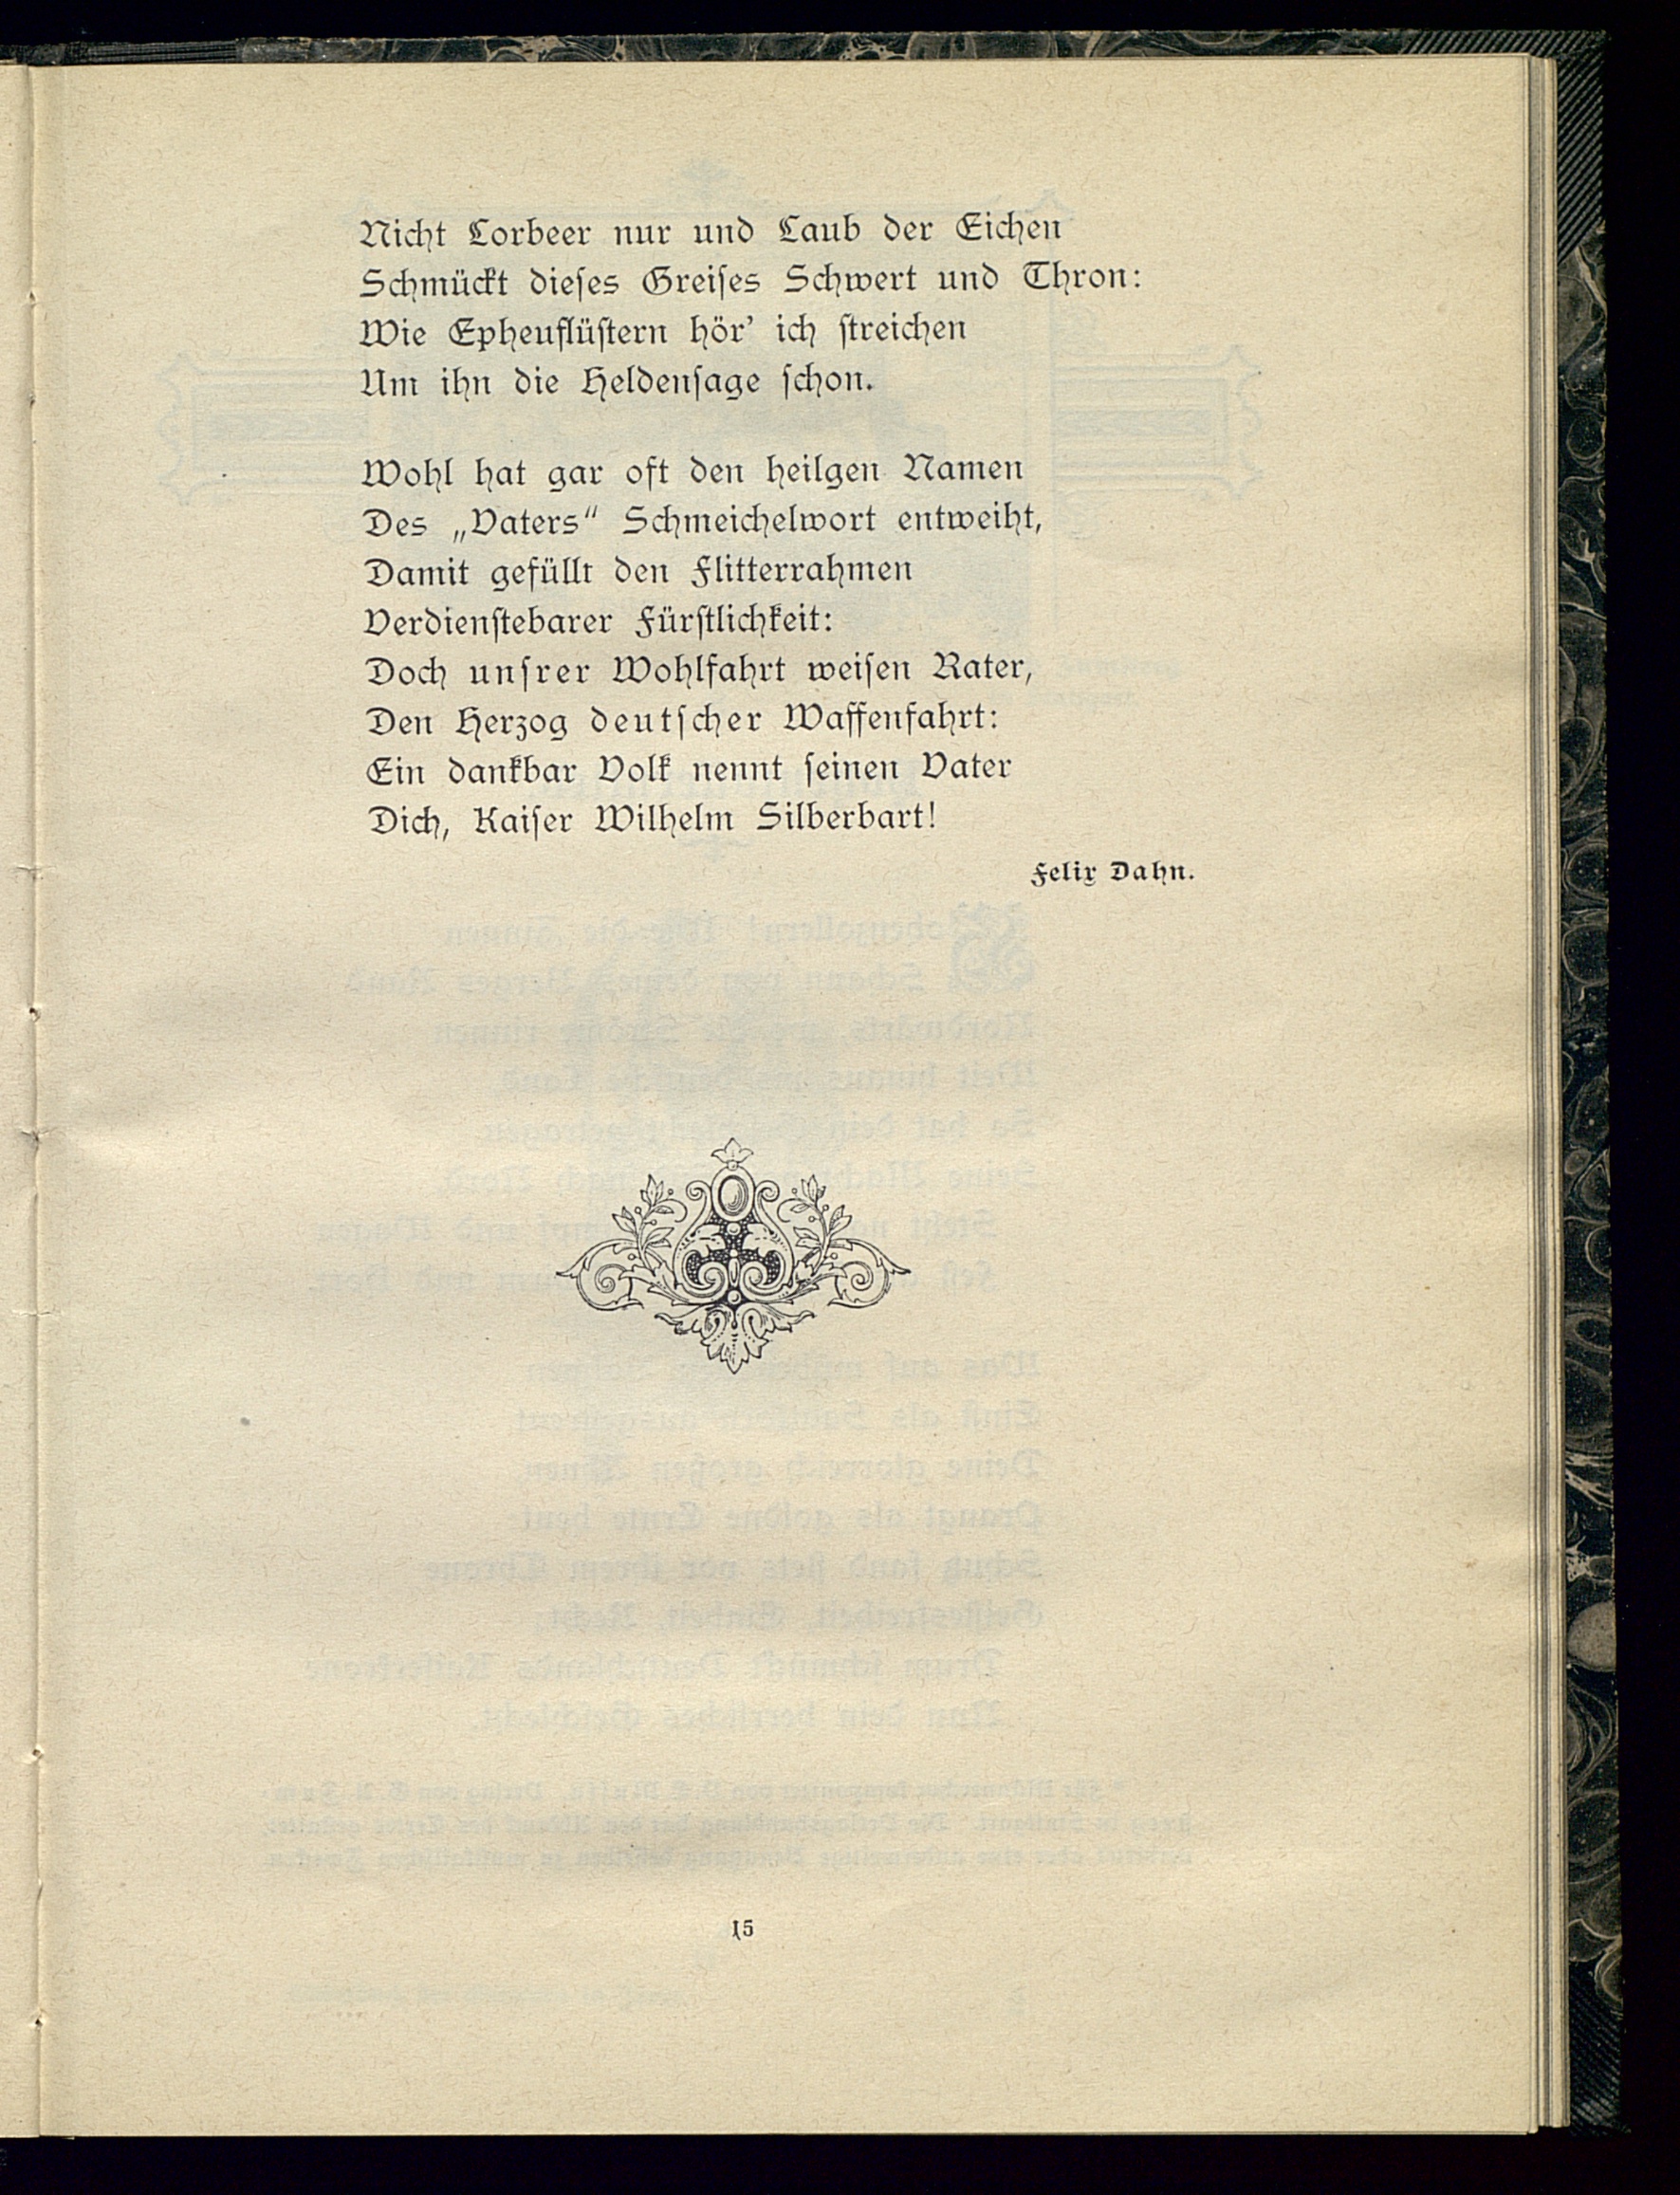 Nicht Lorbeer nur und Laub der Eichen
Schmückt dieſes Greiſes Schwert und Thron:
Wie Epheuflüſtern hör’ ich ſtreichen
Um ihn die Heldenſage ſchon.
Wohl hat gar oft den heilgen Namen
Des „Vaters“ Schmeichelwort entweiht,
Damit gefüllt den Flitterrahmen
Verdienſtebarer Fürſtlichkeit:
Doch unſrer Wohlfahrt weiſen Rater,
Den Herzog deutſcher Waffenfahrt:
Ein dankbar Volk nennt ſeinen Vater
Dich, Kaiſer Wilhelm Silberbart!
Felix Dahn.
15